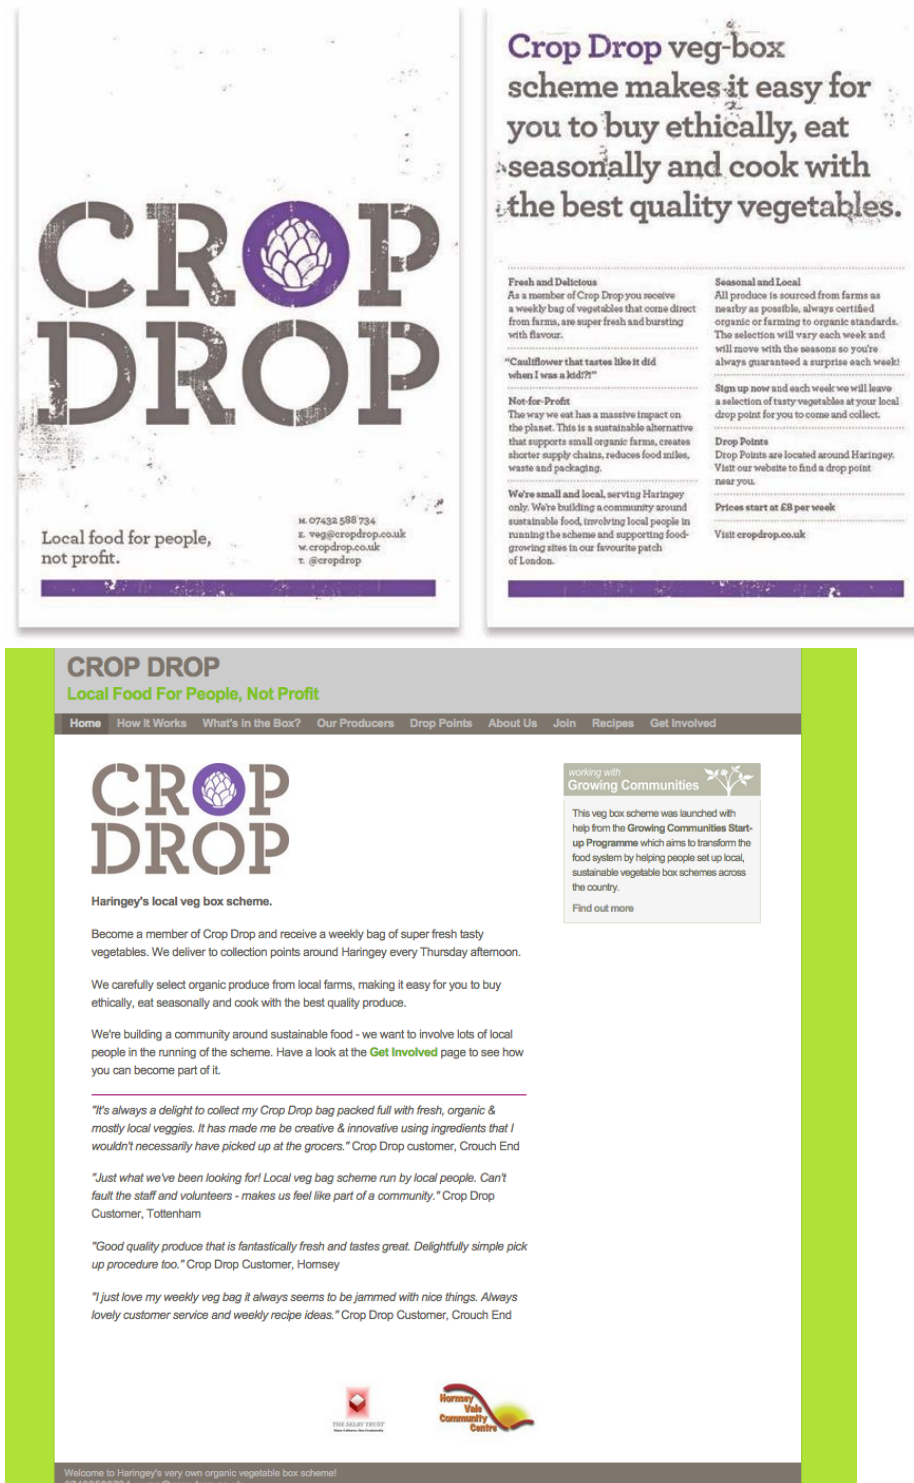 CROP
DROP
Local food for people,
not profit.
M. 07432 588 734
E. veg@cropdrop.co.uk
W. cropdrop.co.uk
T. @cropdrop
Crop Drop veg-box
scheme makes it easy for
you to buy ethically, eat
seasonally and cook with
the best quality vegetables.
Fresh and Delicious
As a member of Crop Drop you receive
a weekly bag of vegetables that come direct
from farms, are super fresh and bursting
with flavour.
"Cauliflower that tastes like it did
when I was a kid!?!"
Not-for-Profit
The way we eat has a massive impact on
the planet. This is a sustainable alternative
that supports small organic farms, creates
shorter supply chains, reduces food miles,
waste and packaging.
We're small and local, serving Haringey
only. We're building a community around
sustainable food, involving local people in
running the scheme and supporting food-
growing sites in our favourite patch
of London.
Seasonal and Local
All produce is sourced from farms as
nearby as possible, always certified
organic or farming to organic standards.
The selection will vary each week and
will move with the seasons so you're
always guaranteed a surprise each week!
Sign up now and each week we will leave
a selection of tasty vegetables at your local
drop point for you to come and collect.
Drop Points
Drop Points are located around Haringey.
Visit our website to find a drop point
near you.
Prices start at £8 per week
Visit cropdrop.co.uk
CROP DROP
Local Food For People, Not Profit
Home How It Works What's in the Box? Our Producers Drop Points About Us Join Recipes Get Involved
CROP
DROP
Haringey's local veg box scheme.
Become a member of Crop Drop and receive a weekly bag of super fresh tasty
vegetables. We deliver to collection points around Haringey every Thursday afternoon.
We carefully select organic produce from local farms, making it easy for you to buy
ethically, eat seasonally and cook with the best quality produce.
We're building a community around sustainable food - we want to involve lots of local
people in the running of the scheme. Have a look at the Get Involved page to see how
you can become part of it.
"It's always a delight to collect my Crop Drop bag packed full with fresh, organic &
mostly local veggies. It has made me be creative & innovative using ingredients that I
wouldn't necessarily have picked up at the grocers." Crop Drop customer, Crouch End
"Just what we've been looking for! Local veg bag scheme run by local people. Can't
fault the staff and volunteers - makes us feel like part of a community." Crop Drop
Customer, Tottenham
"Good quality produce that is fantastically fresh and tastes great. Delightfully simple pick
up procedure too." Crop Drop Customer, Hornsey
"I just love my weekly veg bag it always seems to be jammed with nice things. Always
lovely customer service and weekly recipe ideas." Crop Drop Customer, Crouch End
working with
Growing Communities
This veg box scheme was launched with
help from the Growing Communities Start-
up Programme which aims to transform the
food system by helping people set up local,
sustainable vegetable box schemes across
the country.
Find out more
THE SELBY TRUST
Hornsey
Vale
Community
Centre
Welcome to Haringey's very own organic vegetable box scheme!